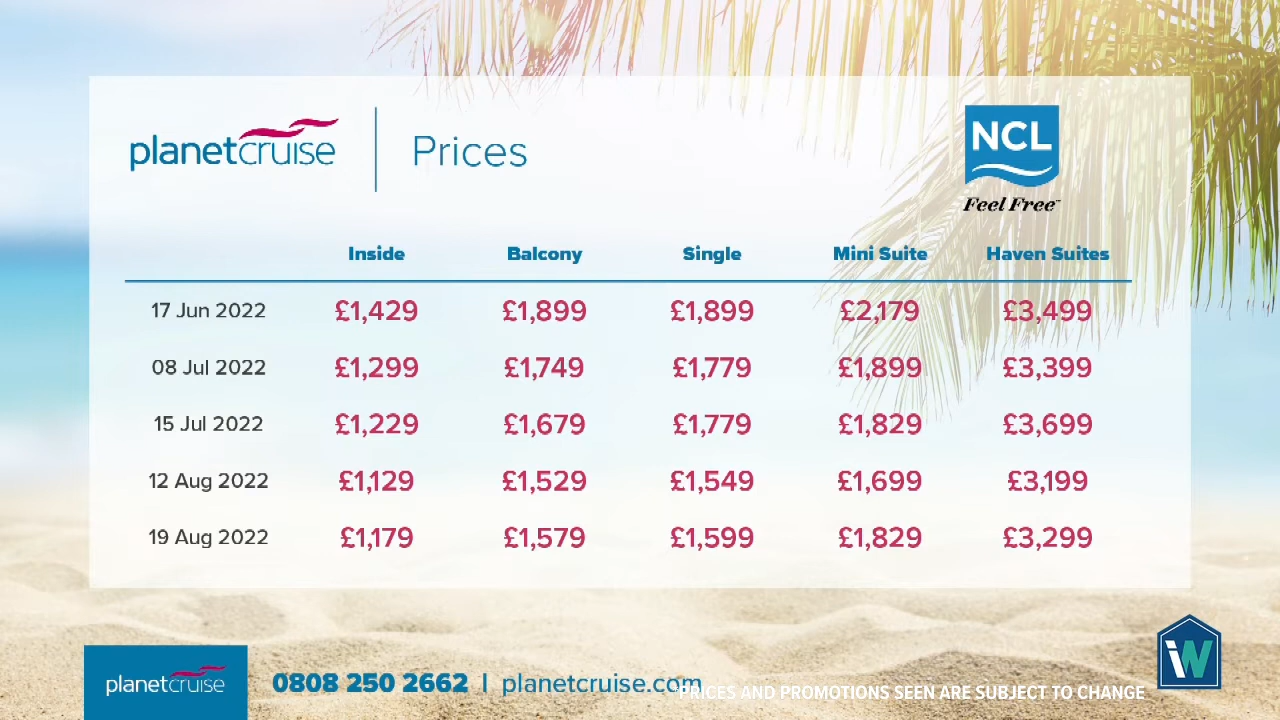 planetcruise
Prices
NCL
Feel Free™
Inside Balcony Single Mini Suite Haven Suites
17 Jun 2022 £1,429 £1,899 £1,899 £2,179 £3,499
08 Jul 2022 £1,299 £1,749 £1,779 £1,899 £3,399
15 Jul 2022 £1,229 £1,679 £1,779 £1,829 £3,699
12 Aug 2022 £1,129 £1,529 £1,549 £1,699 £3,199
19 Aug 2022 £1,179 £1,579 £1,599 £1,829 £3,299
planetcruise
0808 250 2662 | planetcruise.com
*PRICES AND PROMOTIONS SEEN ARE SUBJECT TO CHANGE
iW